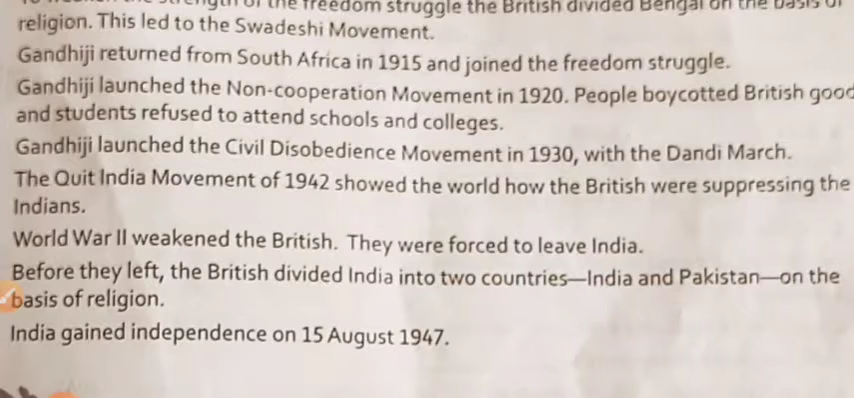 the freedom struggle the British divided Bengal on the basis of
religion. This led to the Swadeshi Movement.
Gandhiji returned from South Africa in 1915 and joined the freedom struggle.
Gandhiji launched the Non-cooperation Movement in 1920. People boycotted British good
and students refused to attend schools and colleges.
Gandhiji launched the Civil Disobedience Movement in 1930, with the Dandi March.
The Quit India Movement of 1942 showed the world how the British were suppressing the
Indians.
World War II weakened the British. They were forced to leave India.
Before they left, the British divided India into two countries—India and Pakistan—on the
basis of religion.
India gained independence on 15 August 1947.